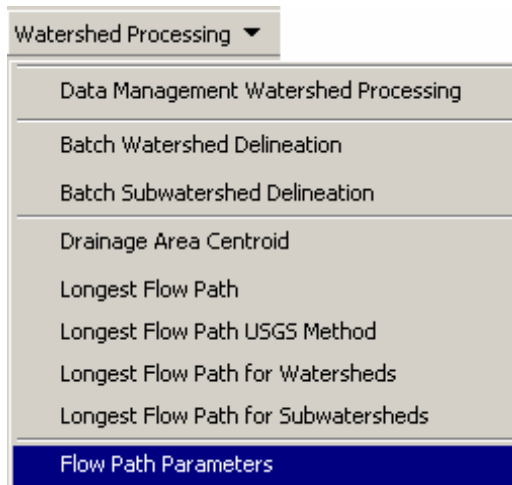 Watershed Processing
Data Management Watershed Processing
Batch Watershed Delineation
Batch Subwatershed Delineation
Drainage Area Centroid
Longest Flow Path
Longest Flow Path USGS Method
Longest Flow Path for Watersheds
Longest Flow Path for Subwatersheds
Flow Path Parameters